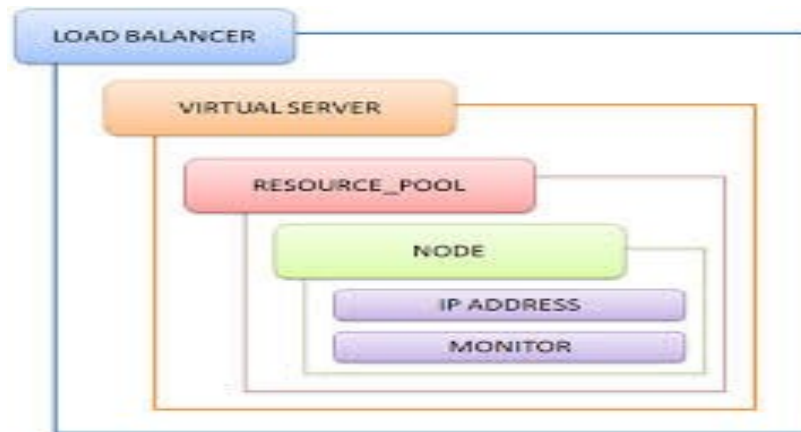 LOAD BALANCER
VIRTUAL SERVER
RESOURCE_POOL
NODE
IP ADDRESS
MONITOR